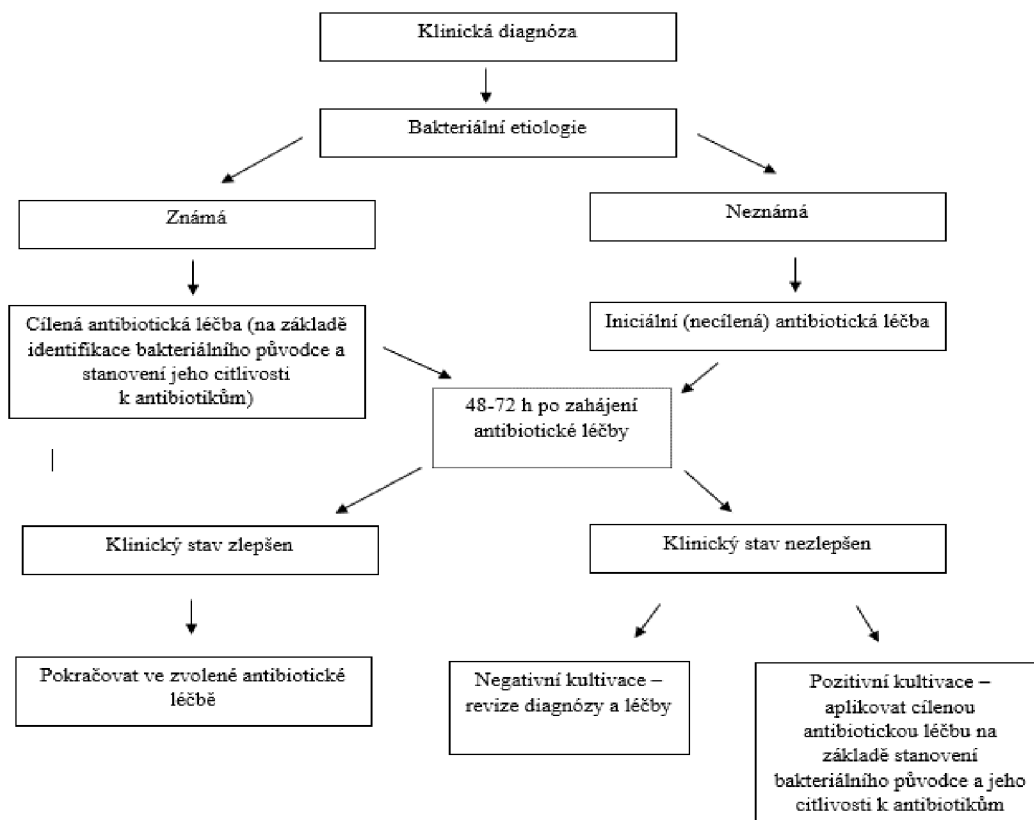 Klinická diagnóza
Bakteriální etiologie
Známá
Neznámá
Cílená antibiotická léčba (na základě
identifikace bakteriálního původce a
stanovení jeho citlivosti
k antibiotikům)
Iniciální (necílená) antibiotická léčba
48-72 h po zahájení
antibiotické léčby
Klinický stav zlepšen
Klinický stav nezlepšen
Pokračovat ve zvolené antibiotické
léčbě
Negativní kultivace –
revize diagnózy a léčby
Pozitivní kultivace –
aplikovat cílenou
antibiotickou léčbu na
základě stanovení
bakteriálního původce a jeho
citlivosti k antibiotikům